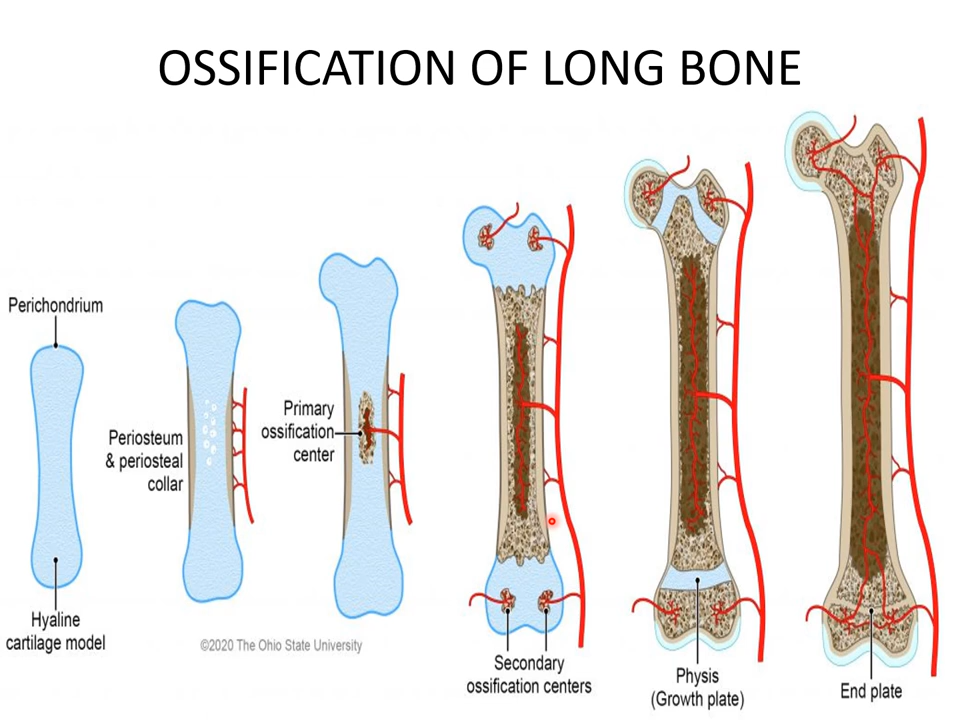 OSSIFICATION OF LONG BONE
Perichondrium
Hyaline
cartilage model
Periosteum
& periosteal
collar
Primary
ossification
center
©2020 The Ohio State University
Secondary
ossification centers
Physis
(Growth plate)
End plate